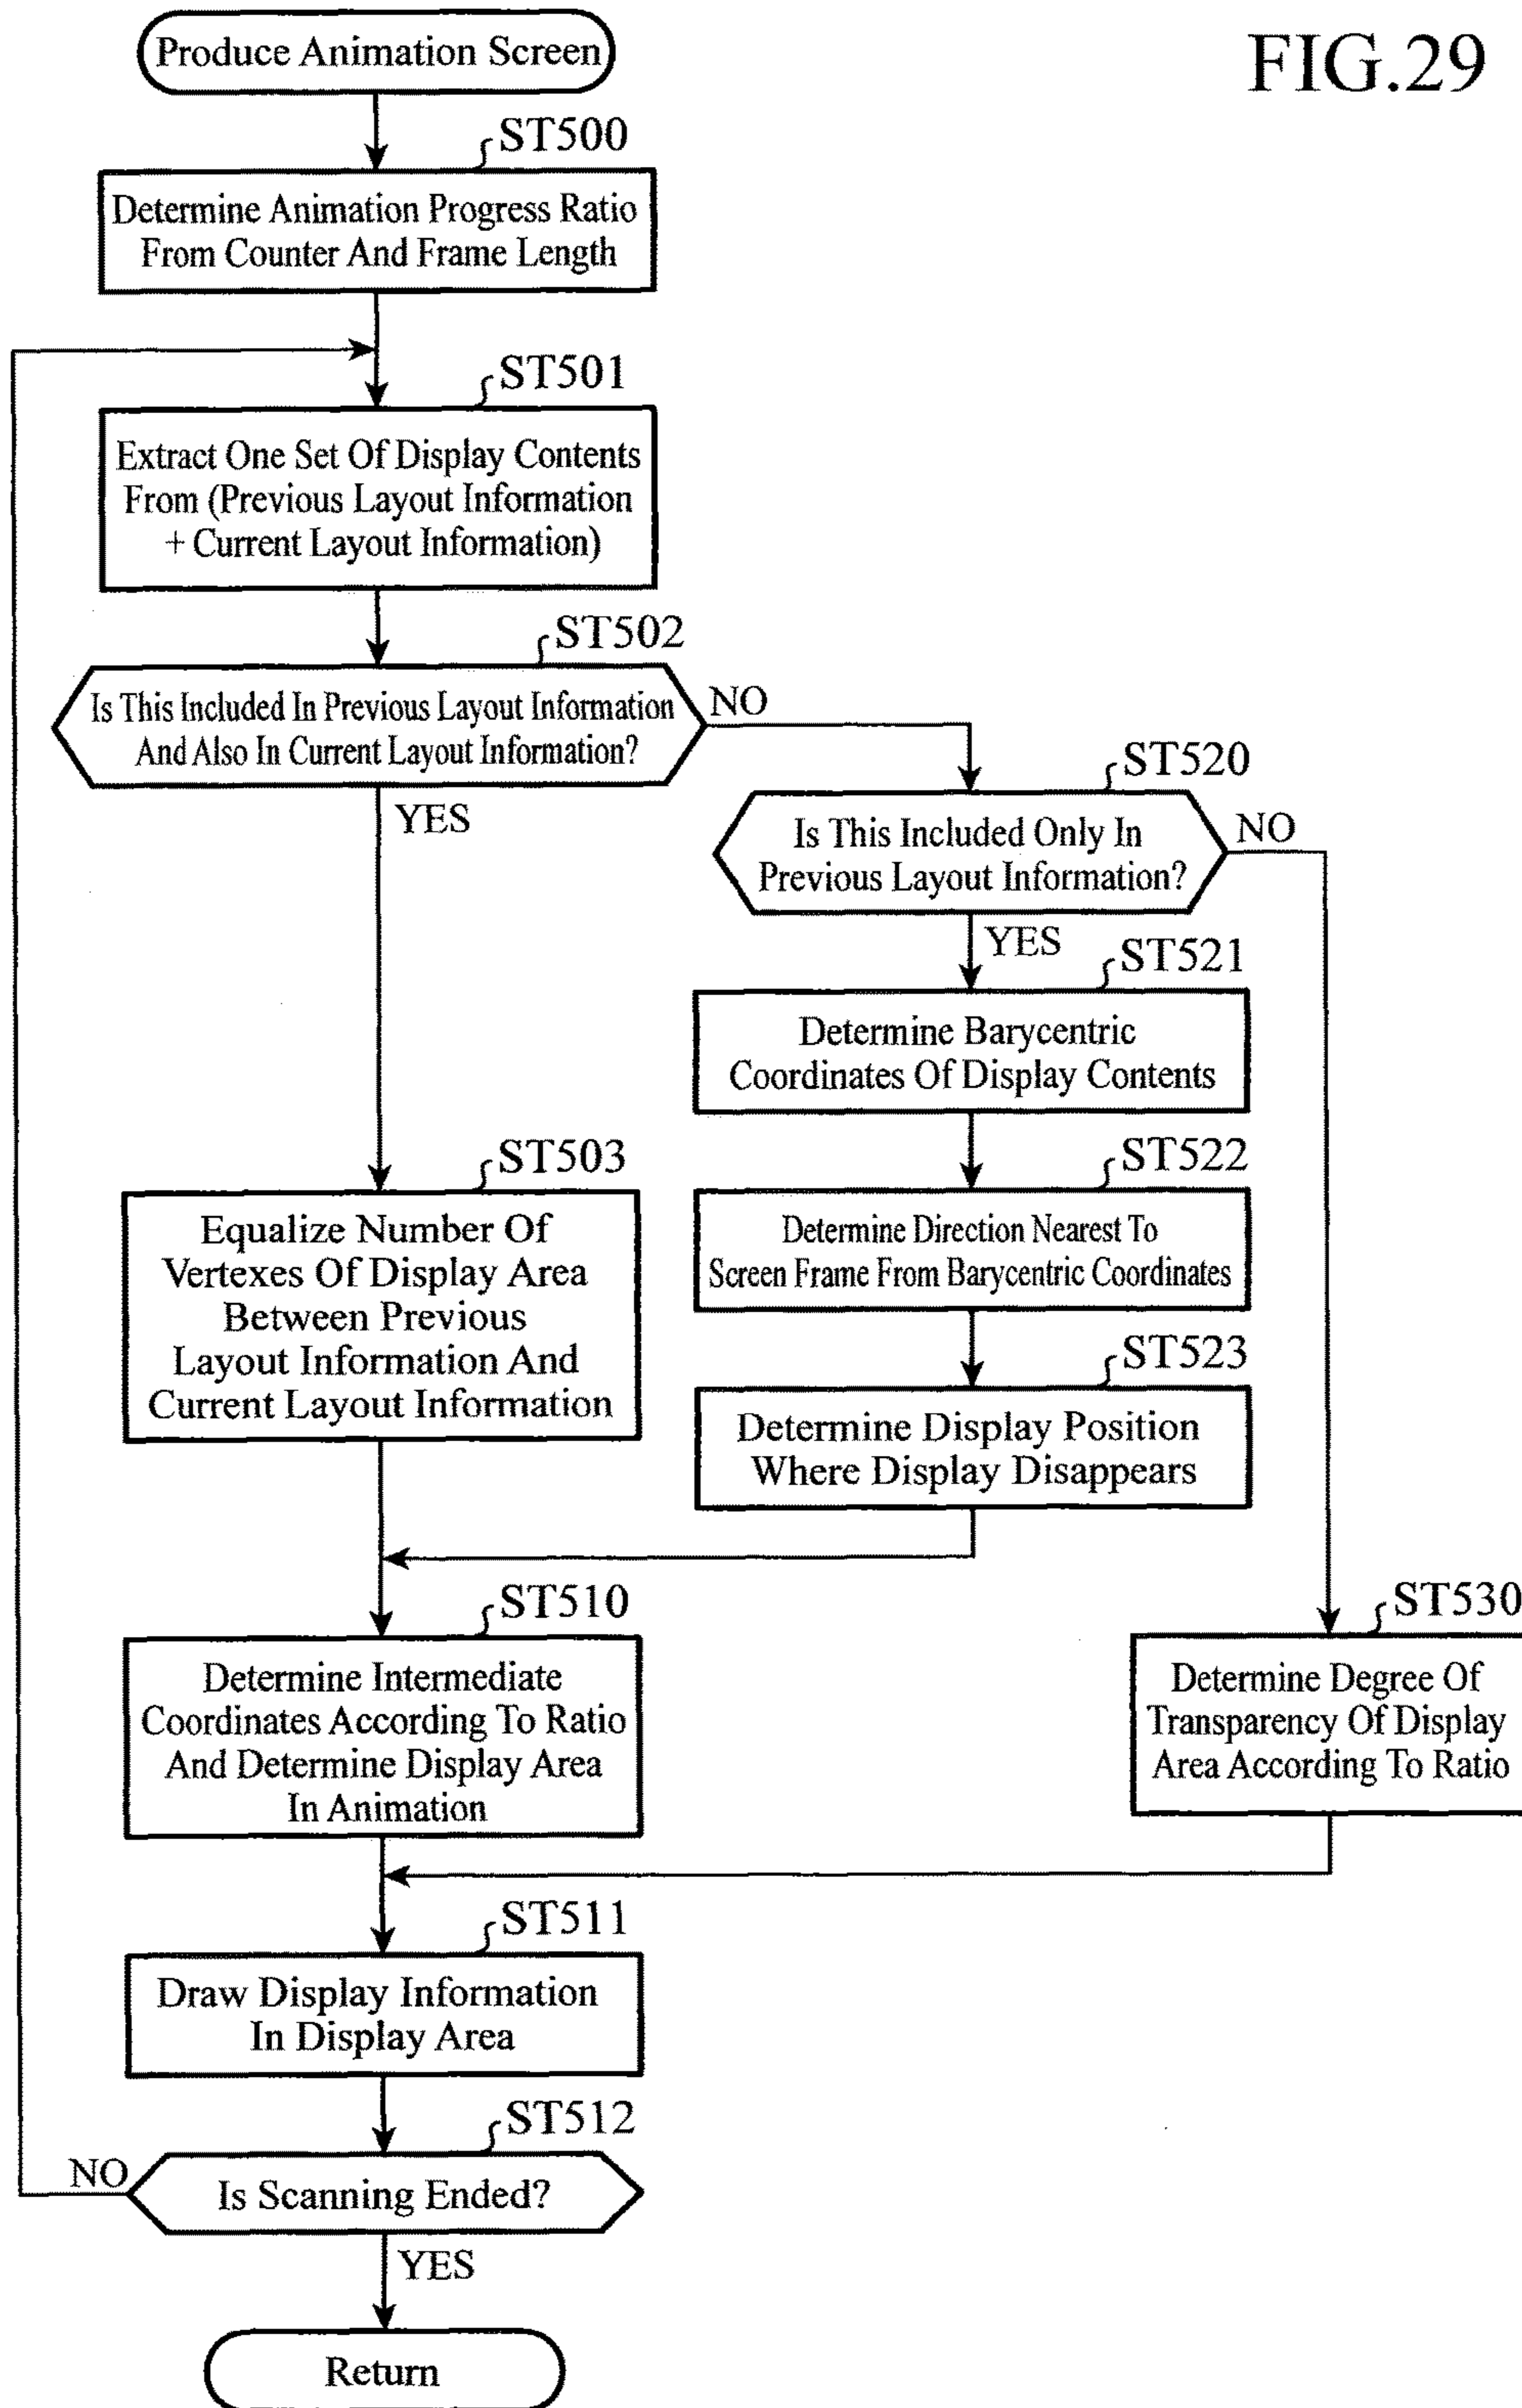 FIG.29
Produce Animation Screen
ST500
Determine Animation Progress Ratio
From Counter And Frame Length
ST501
Extract One Set Of Display Contents
From (Previous Layout Information
+ Current Layout Information)
ST502
Is This Included In Previous Layout Information
And Also In Current Layout Information?
NO
YES
ST520
Is This Included Only In
Previous Layout Information?
NO
YES
ST521
Determine Barycentric
Coordinates Of Display Contents
ST522
Determine Direction Nearest To
Screen Frame From Barycentric Coordinates
ST523
Determine Display Position
Where Display Disappears
ST503
Equalize Number Of
Vertexes Of Display Area
Between Previous
Layout Information And
Current Layout Information
ST510
Determine Intermediate
Coordinates According To Ratio
And Determine Display Area
In Animation
ST530
Determine Degree Of
Transparency Of Display
Area According To Ratio
ST511
Draw Display Information
In Display Area
ST512
Is Scanning Ended?
NO
YES
Return